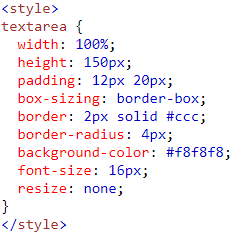 <style>
textarea {
  width: 100%;
  height: 150px;
  padding: 12px 20px;
  box-sizing: border-box;
  border: 2px solid #ccc;
  border-radius: 4px;
  background-color: #f8f8f8;
  font-size: 16px;
  resize: none;
}
</style>